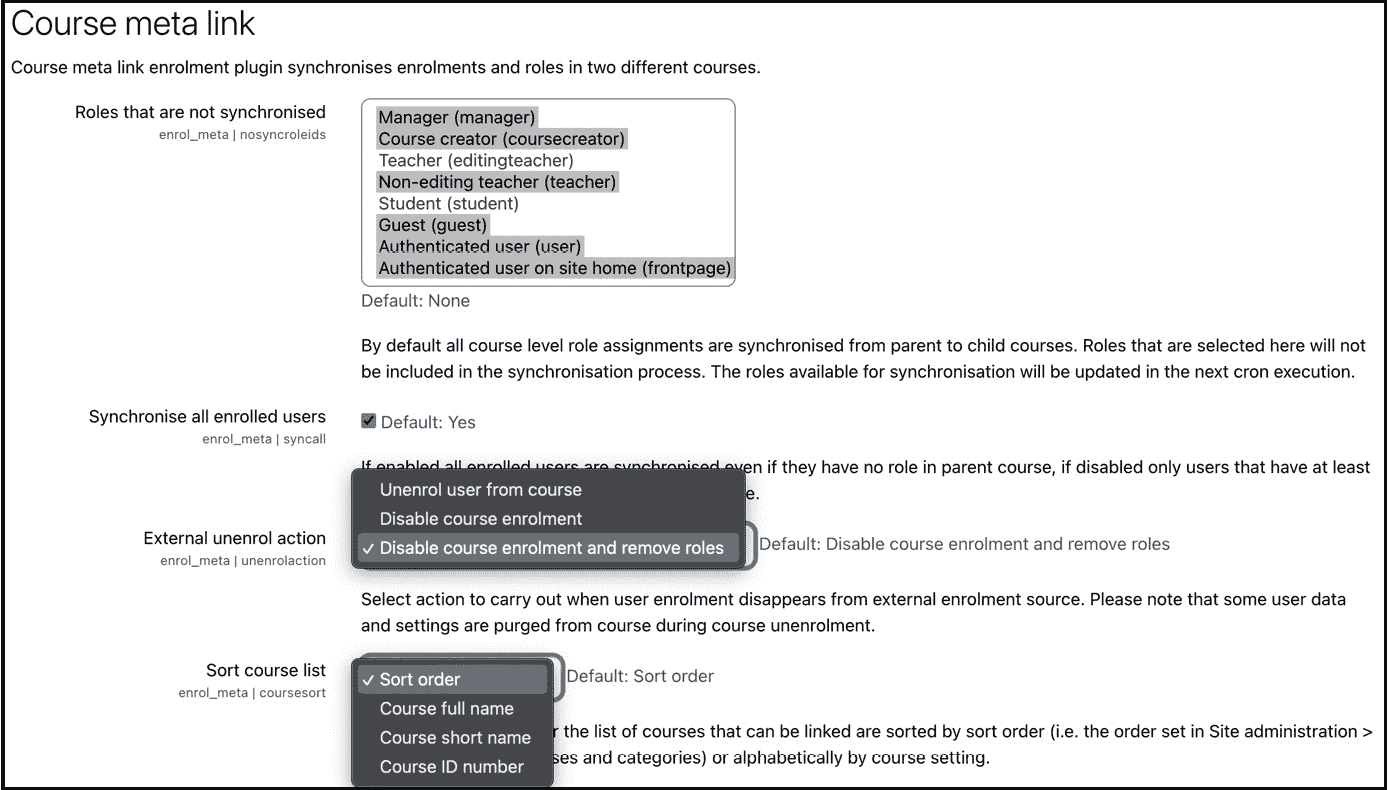 Course meta link
Course meta link enrolment plugin synchronises enrolments and roles in two different courses.
Roles that are not synchronised
enrol_meta | nosyncroleids
Manager (manager)
Course creator (coursecreator)
Teacher (editingteacher)
Non-editing teacher (teacher)
Student (student)
Guest (guest)
Authenticated user (user)
Authenticated user on site home (frontpage)
Default: None
By default all course level role assignments are synchronised from parent to child courses. Roles that are selected here will not
be included in the synchronisation process. The roles available for synchronisation will be updated in the next cron execution.
Synchronise all enrolled users
enrol_meta | syncall
Default: Yes
If enabled all enrolled users are synchronised even if they have no role in parent course, if disabled only users that have at least
e.
Unenrol user from course
Disable course enrolment
✓ Disable course enrolment and remove roles
External unenrol action
enrol_meta | unenrolaction
Default: Disable course enrolment and remove roles
Select action to carry out when user enrolment disappears from external enrolment source. Please note that some user data
and settings are purged from course during course unenrolment.
Sort course list
enrol_meta | coursesort
✓ Sort order
Course full name
Course short name
Course ID number
Default: Sort order
r the list of courses that can be linked are sorted by sort order (i.e. the order set in Site administration >
ses and categories) or alphabetically by course setting.